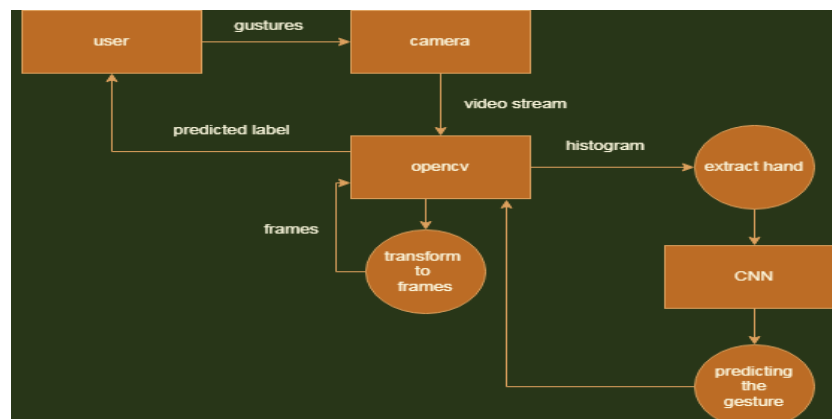 gustures
user
camera
video stream
predicted label
histogram
opencv
extract hand
frames
transform
to
frames
CNN
predicting
the
gesture